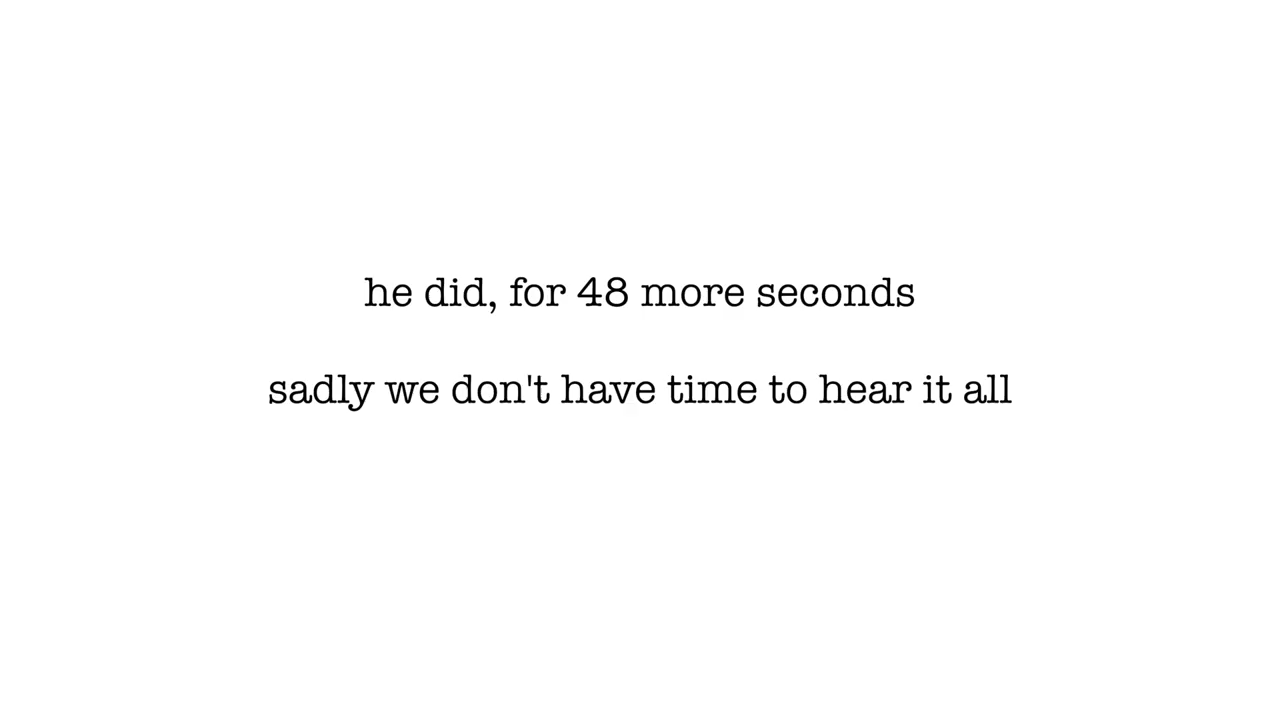 he did, for 48 more seconds
sadly we don't have time to hear it all